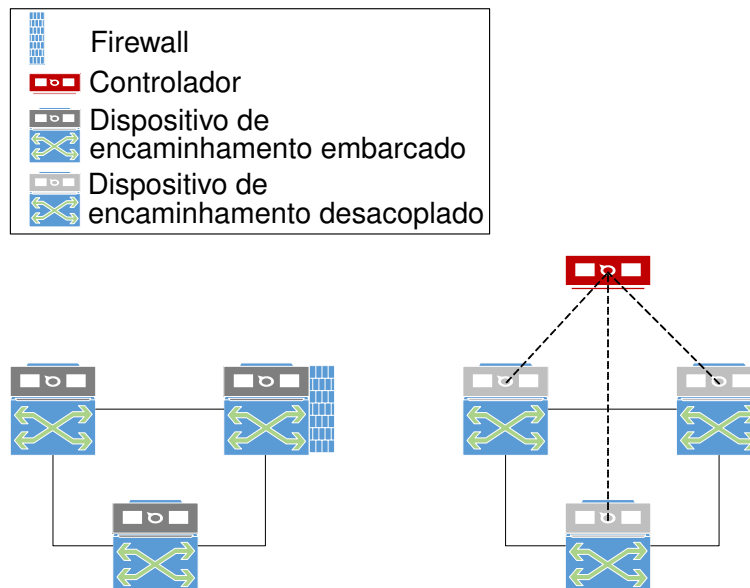 Firewall
Controlador
Dispositivo de
encaminhamento embarcado
Dispositivo de
encaminhamento desacoplado